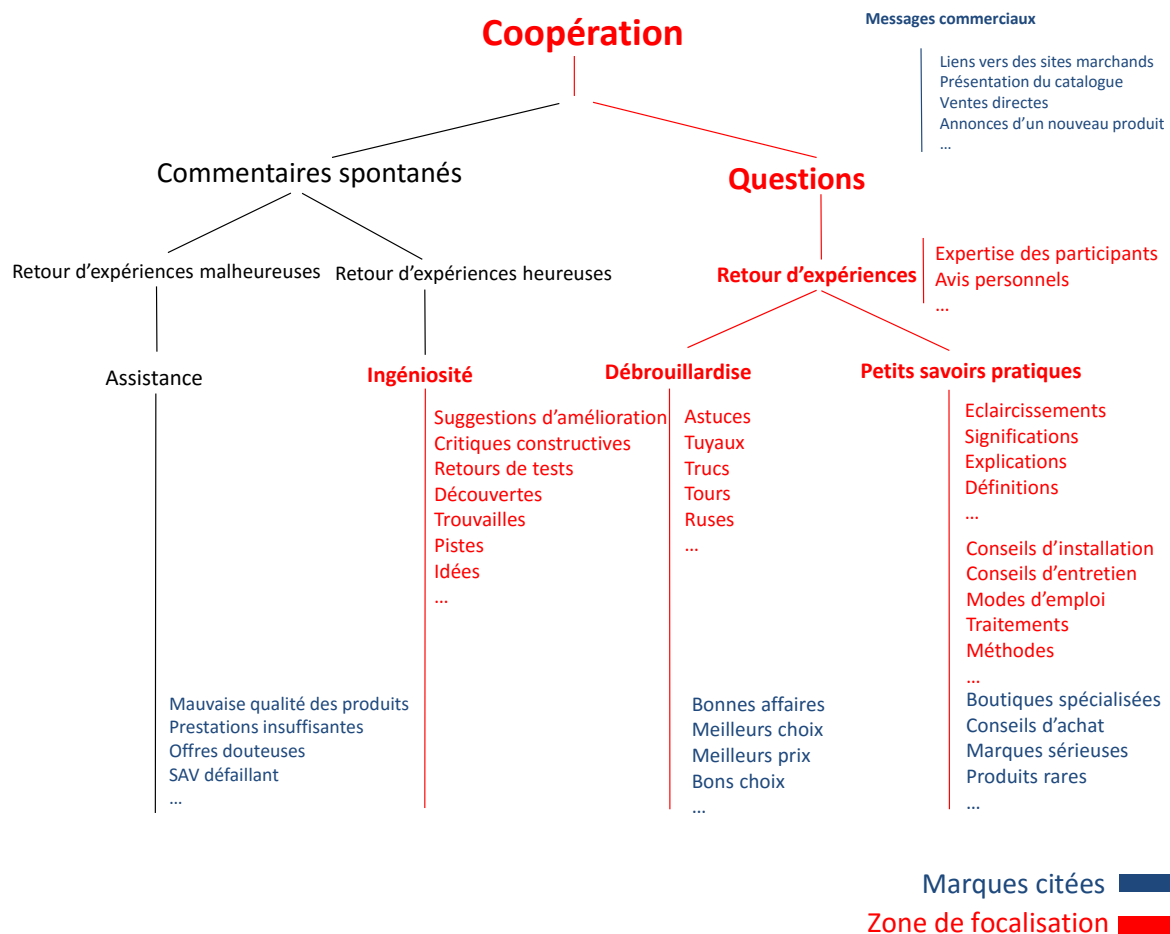 Coopération
Messages commerciaux
Liens vers des sites marchands
Présentation du catalogue
Ventes directes
Annonces d’un nouveau produit
...
Commentaires spontanés
Questions
Retour d'expériences malheureuses
Retour d'expériences heureuses
Retour d’expériences
Expertise des participants
Avis personnels
...
Assistance
Ingéniosité
Débrouillardise
Petits savoirs pratiques
Suggestions d’amélioration
Critiques constructives
Retours de tests
Découvertes
Trouvailles
Pistes
Idées
...
Astuces
Tuyaux
Trucs
Tours
Ruses
...
Eclaircissements
Significations
Explications
Définitions
...
Conseils d’installation
Conseils d’entretien
Modes d’emploi
Traitements
Méthodes
...
Mauvaise qualité des produits
Prestations insuffisantes
Offres douteuses
SAV défaillant
...
Bonnes affaires
Meilleurs choix
Meilleurs prix
Bons choix
...
Boutiques spécialisées
Conseils d’achat
Marques sérieuses
Produits rares
...
Marques citées
Zone de focalisation